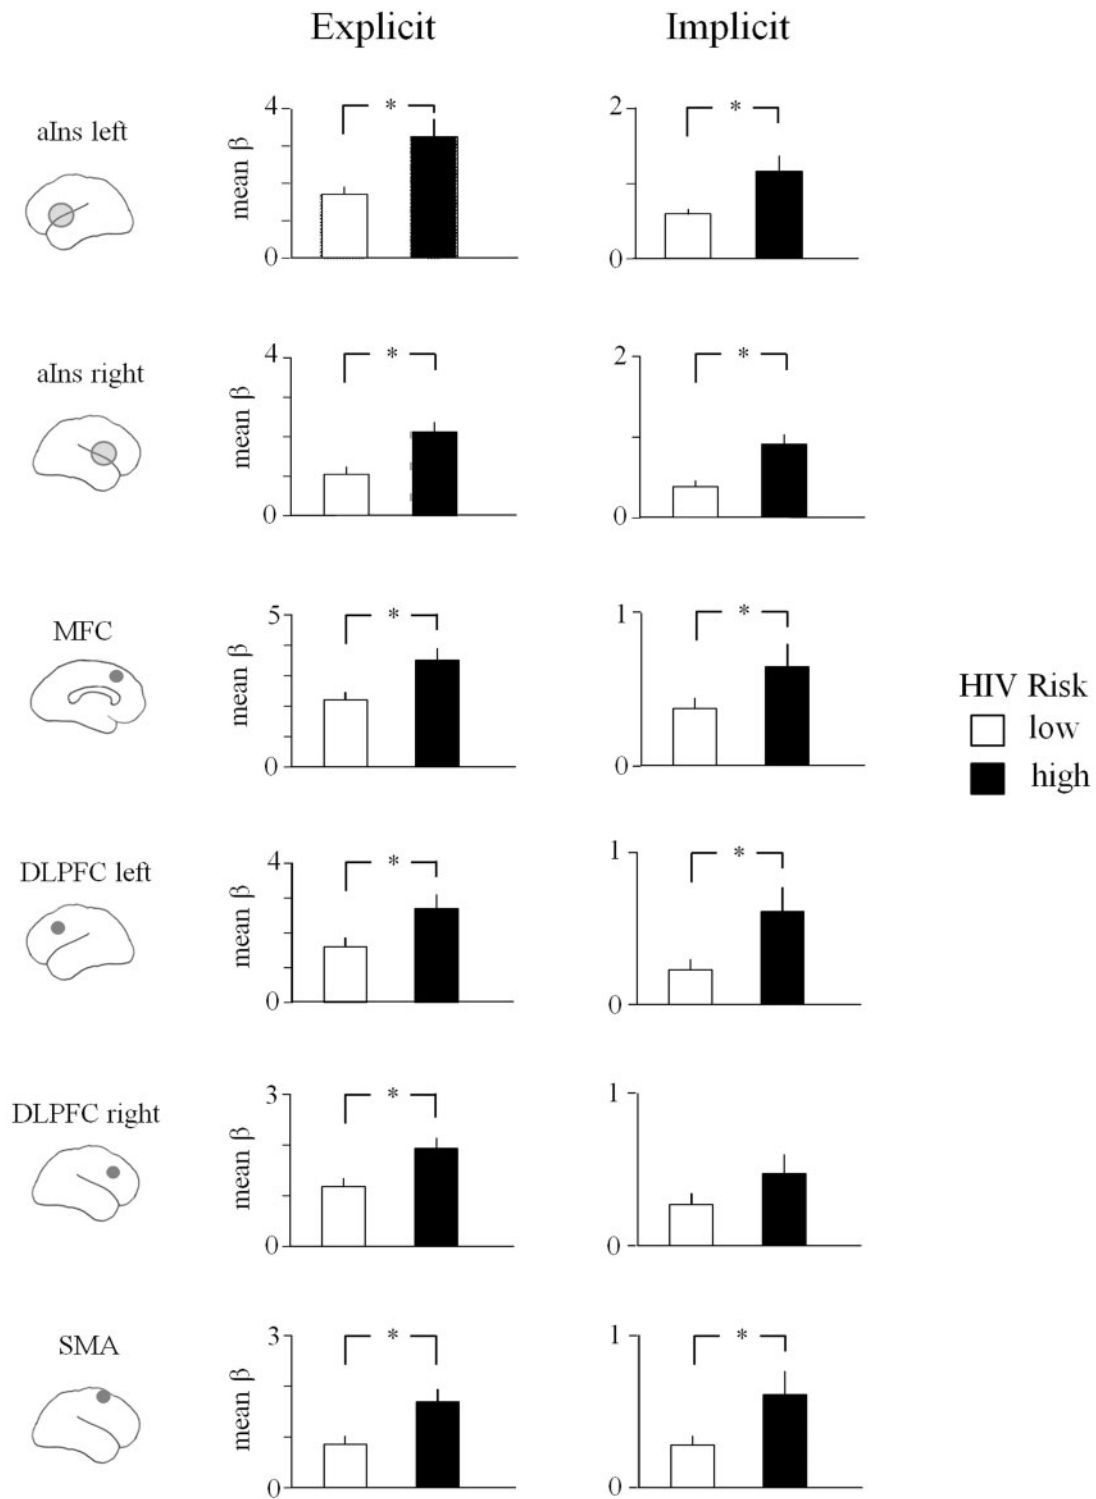 Explicit Implicit
aIns left
mean β
4
0
*
2
0
*
aIns right
mean β
4
0
*
2
0
*
MFC
mean β
5
0
*
1
0
*
HIV Risk
low
high
DLPFC left
mean β
4
0
*
1
0
*
DLPFC right
mean β
3
0
*
1
0
SMA
mean β
3
0
*
1
0
*